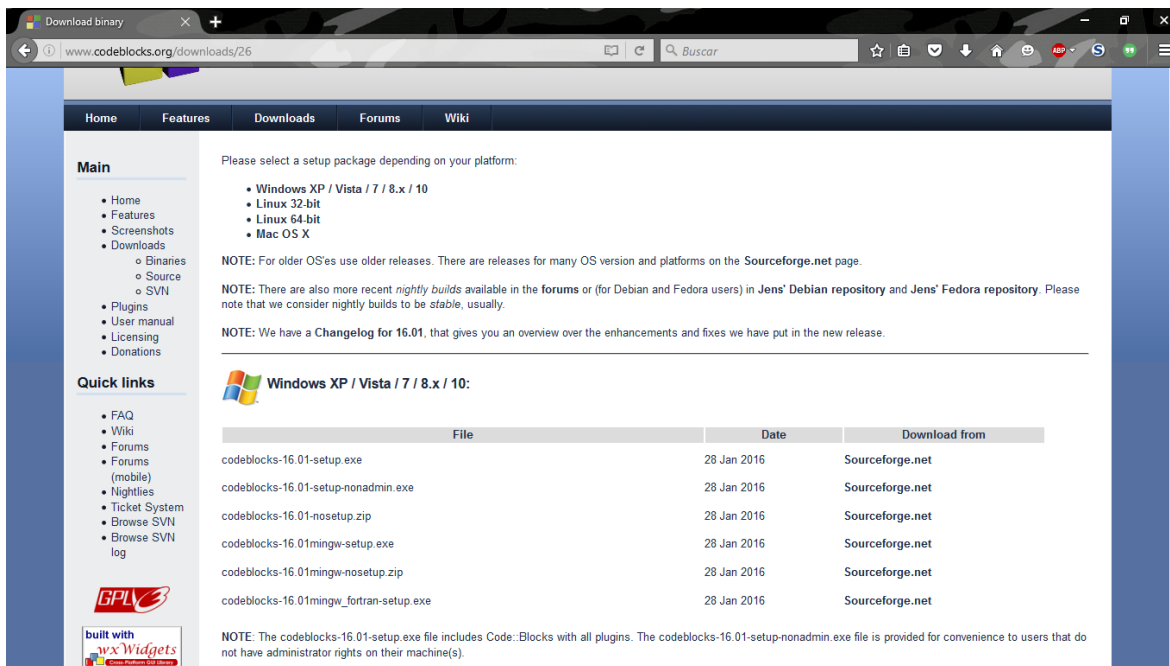 Download binary
www.codeblocks.org/downloads/26
Buscar
ABP
S
Home Features Downloads Forums Wiki
Main
Home
Features
Screenshots
Downloads
Binaries
Source
SVN
Plugins
User manual
Licensing
Donations
Quick links
FAQ
Wiki
Forums
Forums
(mobile)
Nightlies
Ticket System
Browse SVN
Browse SVN
log
GPLv3
built with
wxWidgets
Cross-Platform GUI Library
Please select a setup package depending on your platform:
Windows XP / Vista / 7 / 8.x / 10
Linux 32-bit
Linux 64-bit
Mac OS X
NOTE: For older OS'es use older releases. There are releases for many OS version and platforms on the Sourceforge.net page.
NOTE: There are also more recent nightly builds available in the forums or (for Debian and Fedora users) in Jens' Debian repository and Jens' Fedora repository. Please
note that we consider nightly builds to be stable, usually.
NOTE: We have a Changelog for 16.01, that gives you an overview over the enhancements and fixes we have put in the new release.
Windows XP / Vista / 7 / 8.x / 10:
File Date Download from
codeblocks-16.01-setup.exe 28 Jan 2016 Sourceforge.net
codeblocks-16.01-setup-nonadmin.exe 28 Jan 2016 Sourceforge.net
codeblocks-16.01-nosetup.zip 28 Jan 2016 Sourceforge.net
codeblocks-16.01mingw-setup.exe 28 Jan 2016 Sourceforge.net
codeblocks-16.01mingw-nosetup.zip 28 Jan 2016 Sourceforge.net
codeblocks-16.01mingw_fortran-setup.exe 28 Jan 2016 Sourceforge.net
NOTE: The codeblocks-16.01-setup.exe file includes Code::Blocks with all plugins. The codeblocks-16.01-setup-nonadmin.exe file is provided for convenience to users that do
not have administrator rights on their machine(s).